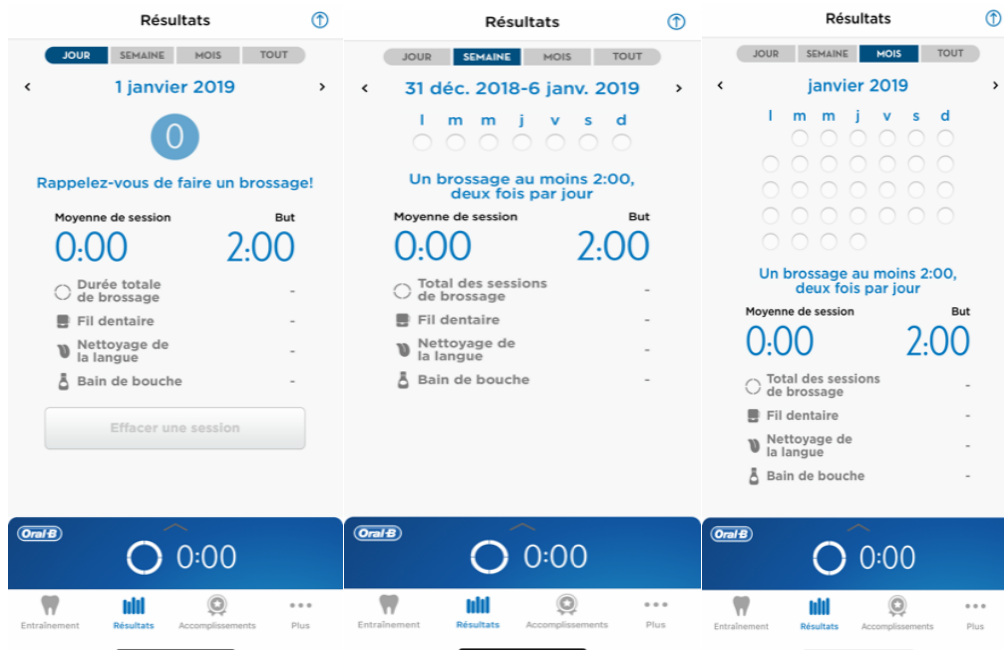 Résultats
JOUR SEMAINE MOIS TOUT
‹ 1 janvier 2019 ›
0
Rappelez-vous de faire un brossage!
Moyenne de session But
0:00 2:00
Durée totale
de brossage -
Fil dentaire -
Nettoyage de
la langue -
Bain de bouche -
Effacer une session
Oral-B
0:00
Entraînement Résultats Accomplissements Plus
Résultats
JOUR SEMAINE MOIS TOUT
‹ 31 déc. 2018-6 janv. 2019 ›
l m m j v s d
Un brossage au moins 2:00,
deux fois par jour
Moyenne de session But
0:00 2:00
Total des sessions
de brossage -
Fil dentaire -
Nettoyage de
la langue -
Bain de bouche -
Oral-B
0:00
Entraînement Résultats Accomplissements Plus
Résultats
JOUR SEMAINE MOIS TOUT
‹ janvier 2019 ›
l m m j v s d
Un brossage au moins 2:00,
deux fois par jour
Moyenne de session But
0:00 2:00
Total des sessions
de brossage -
Fil dentaire -
Nettoyage de
la langue -
Bain de bouche -
Oral-B
0:00
Entraînement Résultats Accomplissements Plus